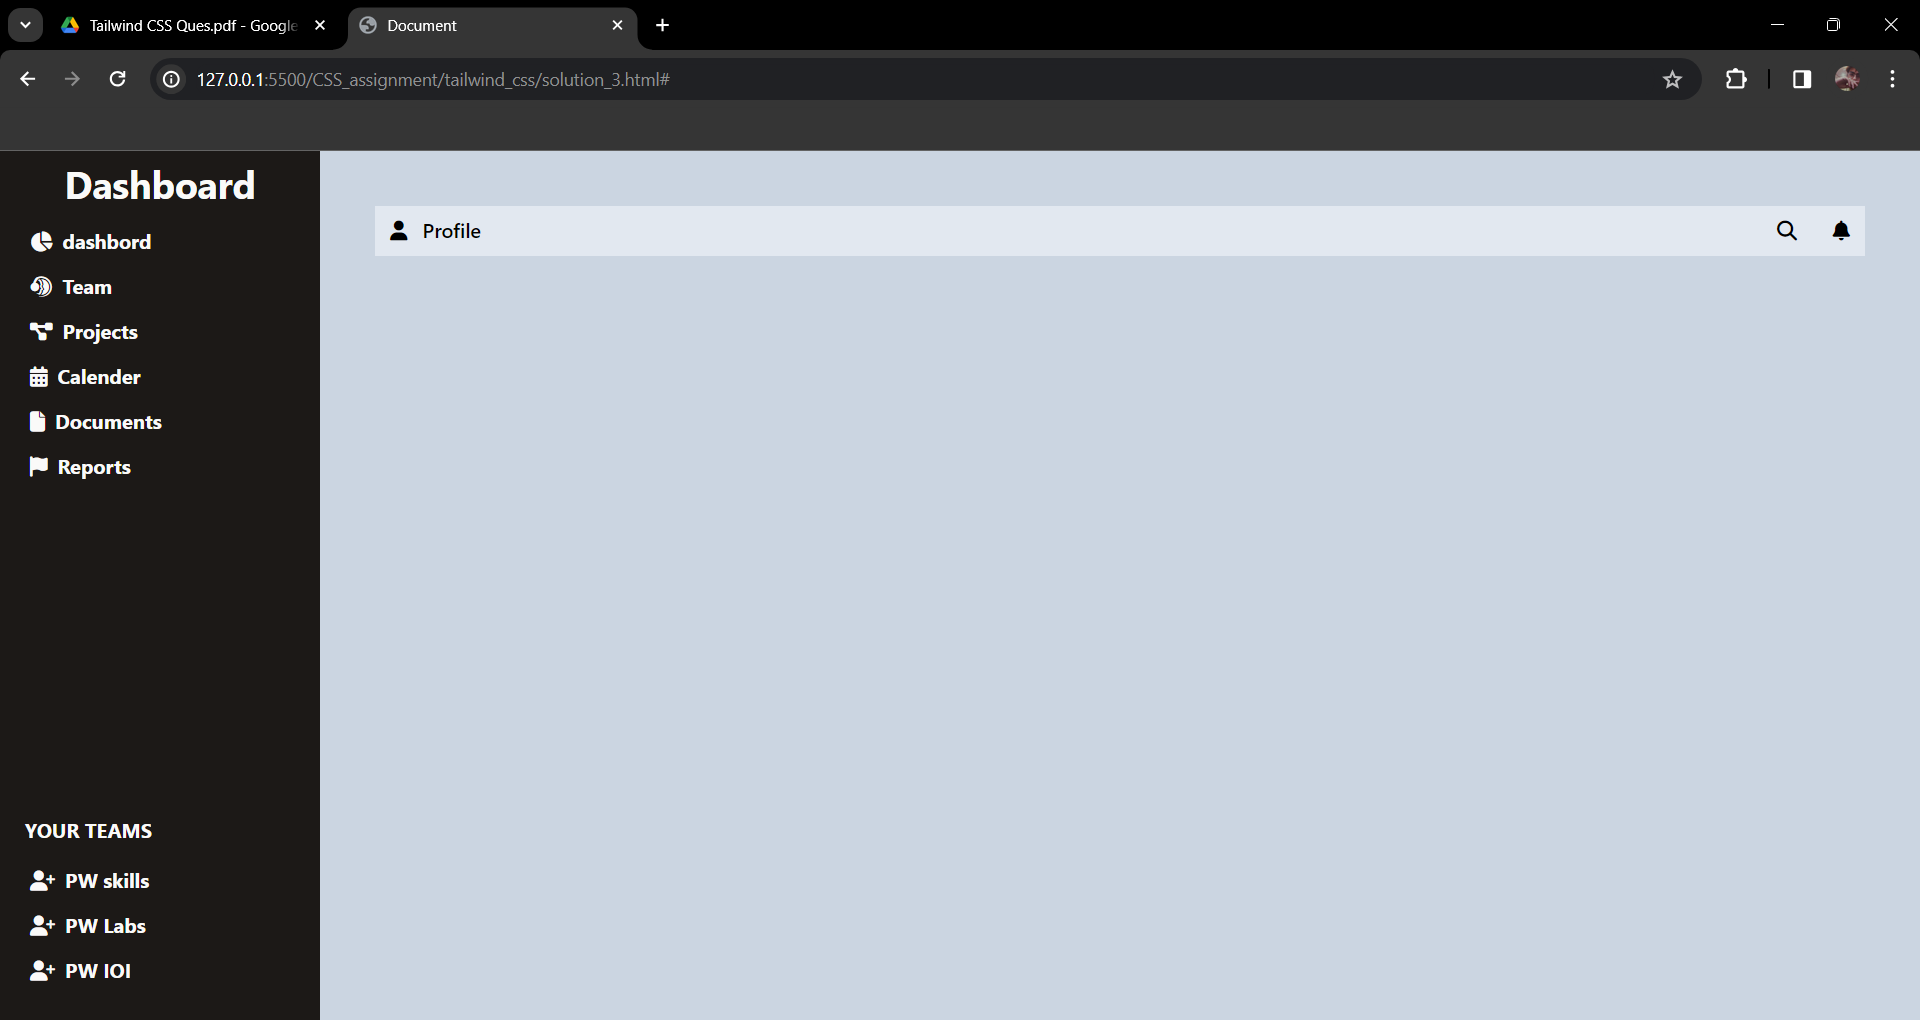 Tailwind CSS Ques.pdf - Google
Document
127.0.0.1:5500/CSS_assignment/tailwind_css/solution_3.html#
Dashboard
dashbord
Team
Projects
Calender
Documents
Reports
YOUR TEAMS
PW skills
PW Labs
PW IOI
Profile